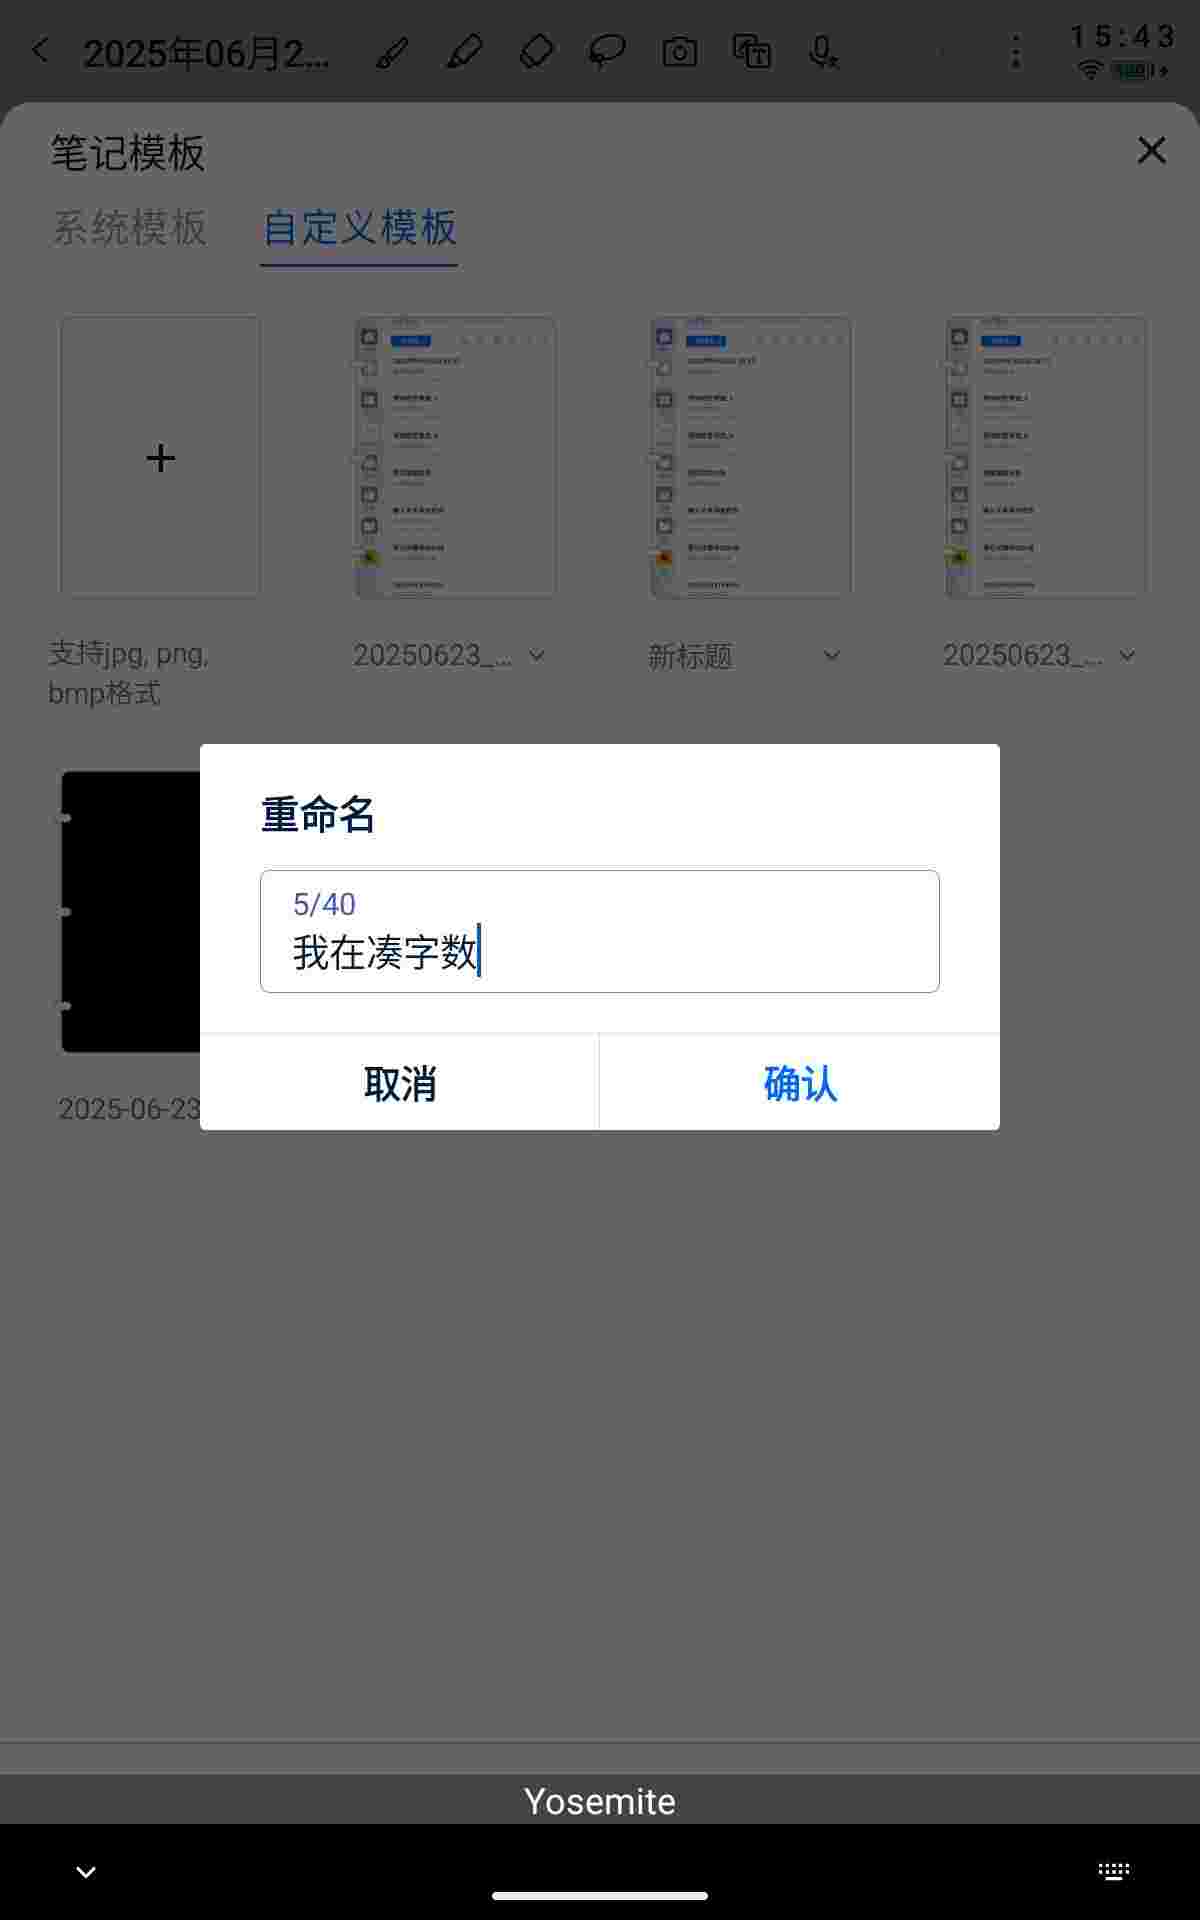 2025年06月2...
15:43
笔记模板
系统模板
自定义模板
支持jpg, png,
bmp格式
20250623_...
新标题
20250623_...
2025-06-23
重命名
5/40
我在凑字数
取消
确认
Yosemite